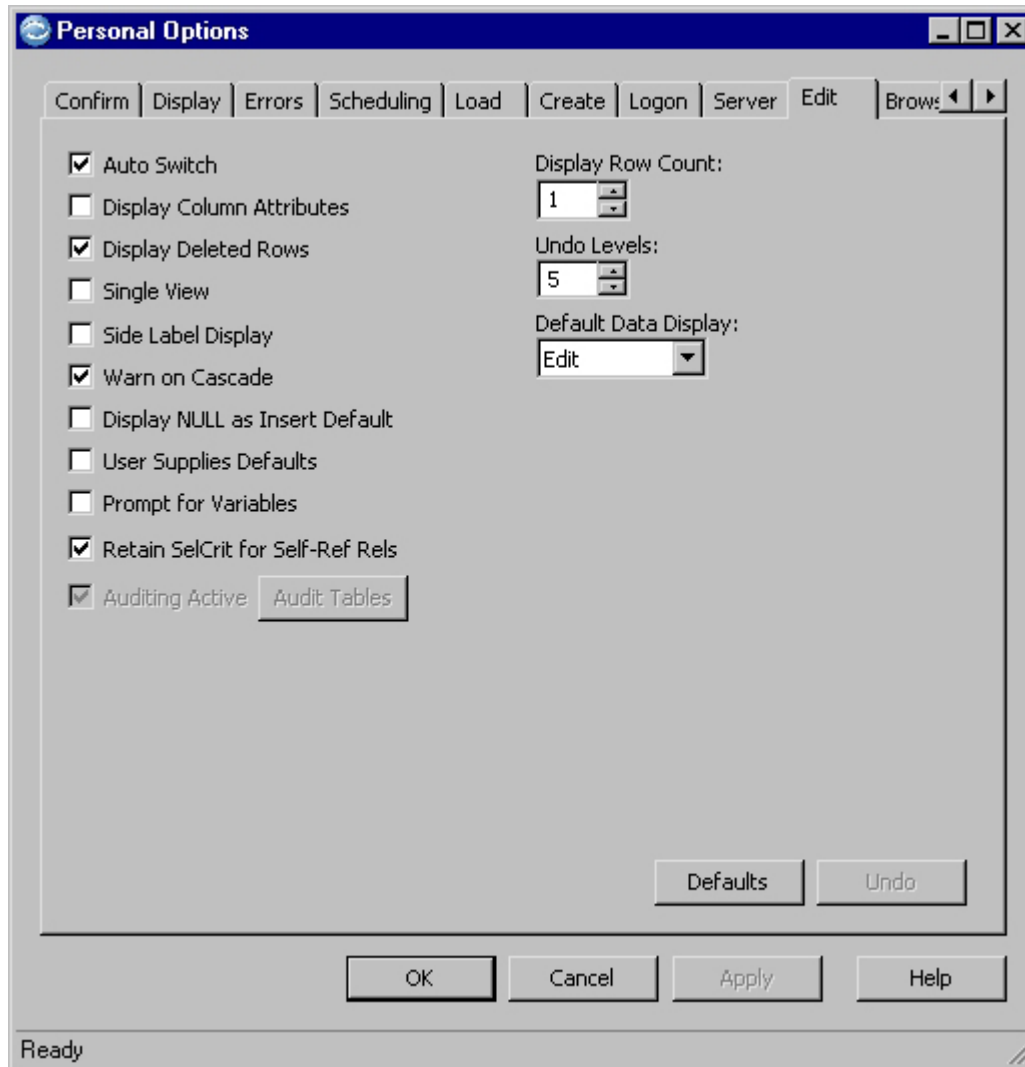 Personal Options
Confirm Display Errors Scheduling Load Create Logon Server Edit Brows
Auto Switch
Display Column Attributes
Display Deleted Rows
Single View
Side Label Display
Warn on Cascade
Display NULL as Insert Default
User Supplies Defaults
Prompt for Variables
Retain SelCrit for Self-Ref Rels
Auditing Active Audit Tables
Display Row Count:
1
Undo Levels:
5
Default Data Display:
Edit
Defaults Undo
OK Cancel Apply Help
Ready